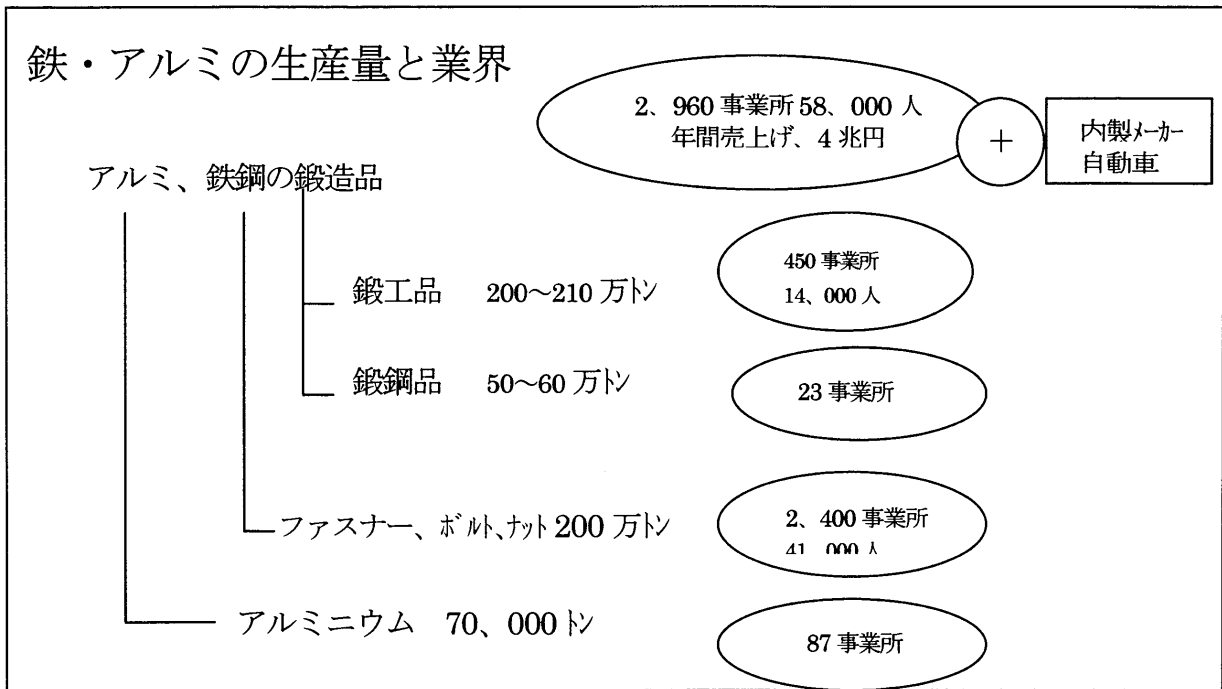 鉄・アルミの生産量と業界
2、960 事業所 58、000 人
年間売上げ、4 兆円
＋
内製メーカー
自動車
アルミ、鉄鋼の鍛造品
鍛工品 200～210 万トン
450 事業所
14、000 人
鍛鋼品 50～60 万トン
23 事業所
ファスナー、ボルト、ナット 200 万トン
2、400 事業所
41、000 人
アルミニウム 70、000 トン
87 事業所